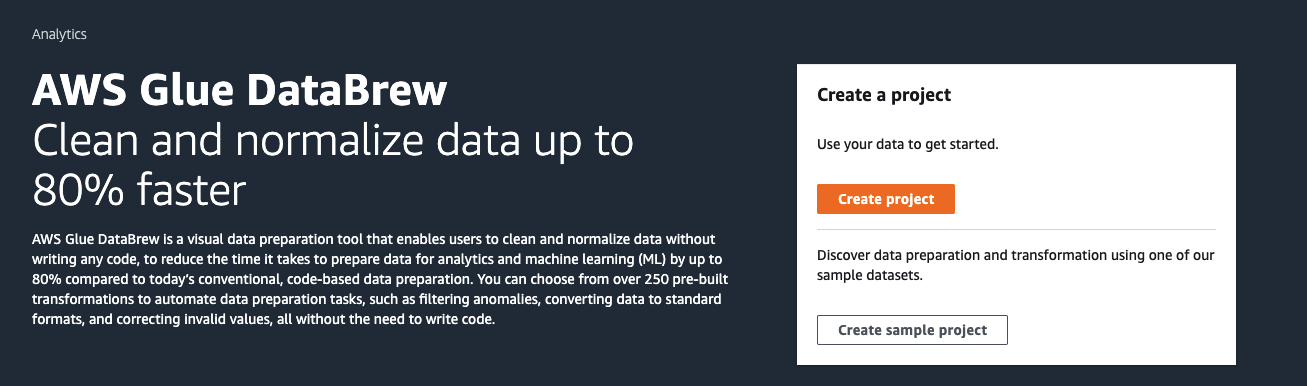 Analytics
AWS Glue DataBrew
Clean and normalize data up to
80% faster
AWS Glue DataBrew is a visual data preparation tool that enables users to clean and normalize data without
writing any code, to reduce the time it takes to prepare data for analytics and machine learning (ML) by up to
80% compared to today’s conventional, code-based data preparation. You can choose from over 250 pre-built
transformations to automate data preparation tasks, such as filtering anomalies, converting data to standard
formats, and correcting invalid values, all without the need to write code.
Create a project
Use your data to get started.
Create project
Discover data preparation and transformation using one of our
sample datasets.
Create sample project